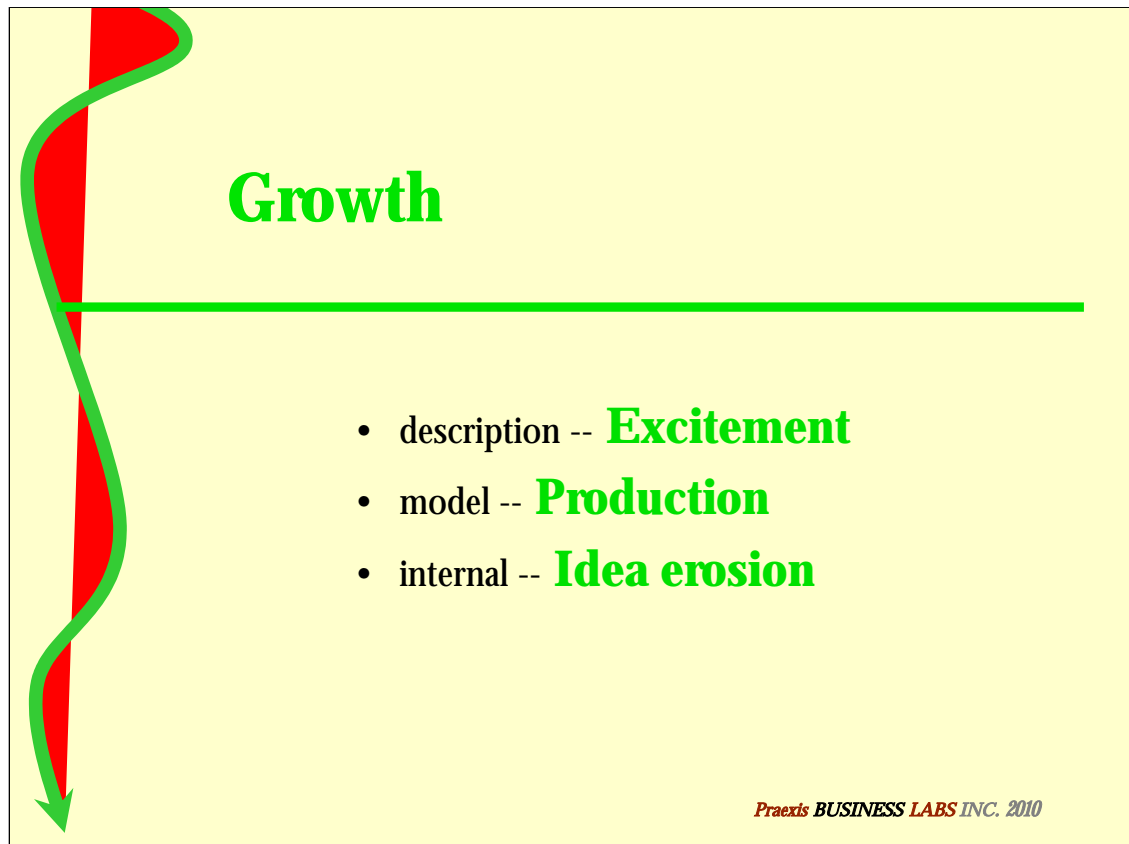 Growth
• description -- Excitement
• model -- Production
• internal -- Idea erosion
Praexis BUSINESS LABS INC. 2010